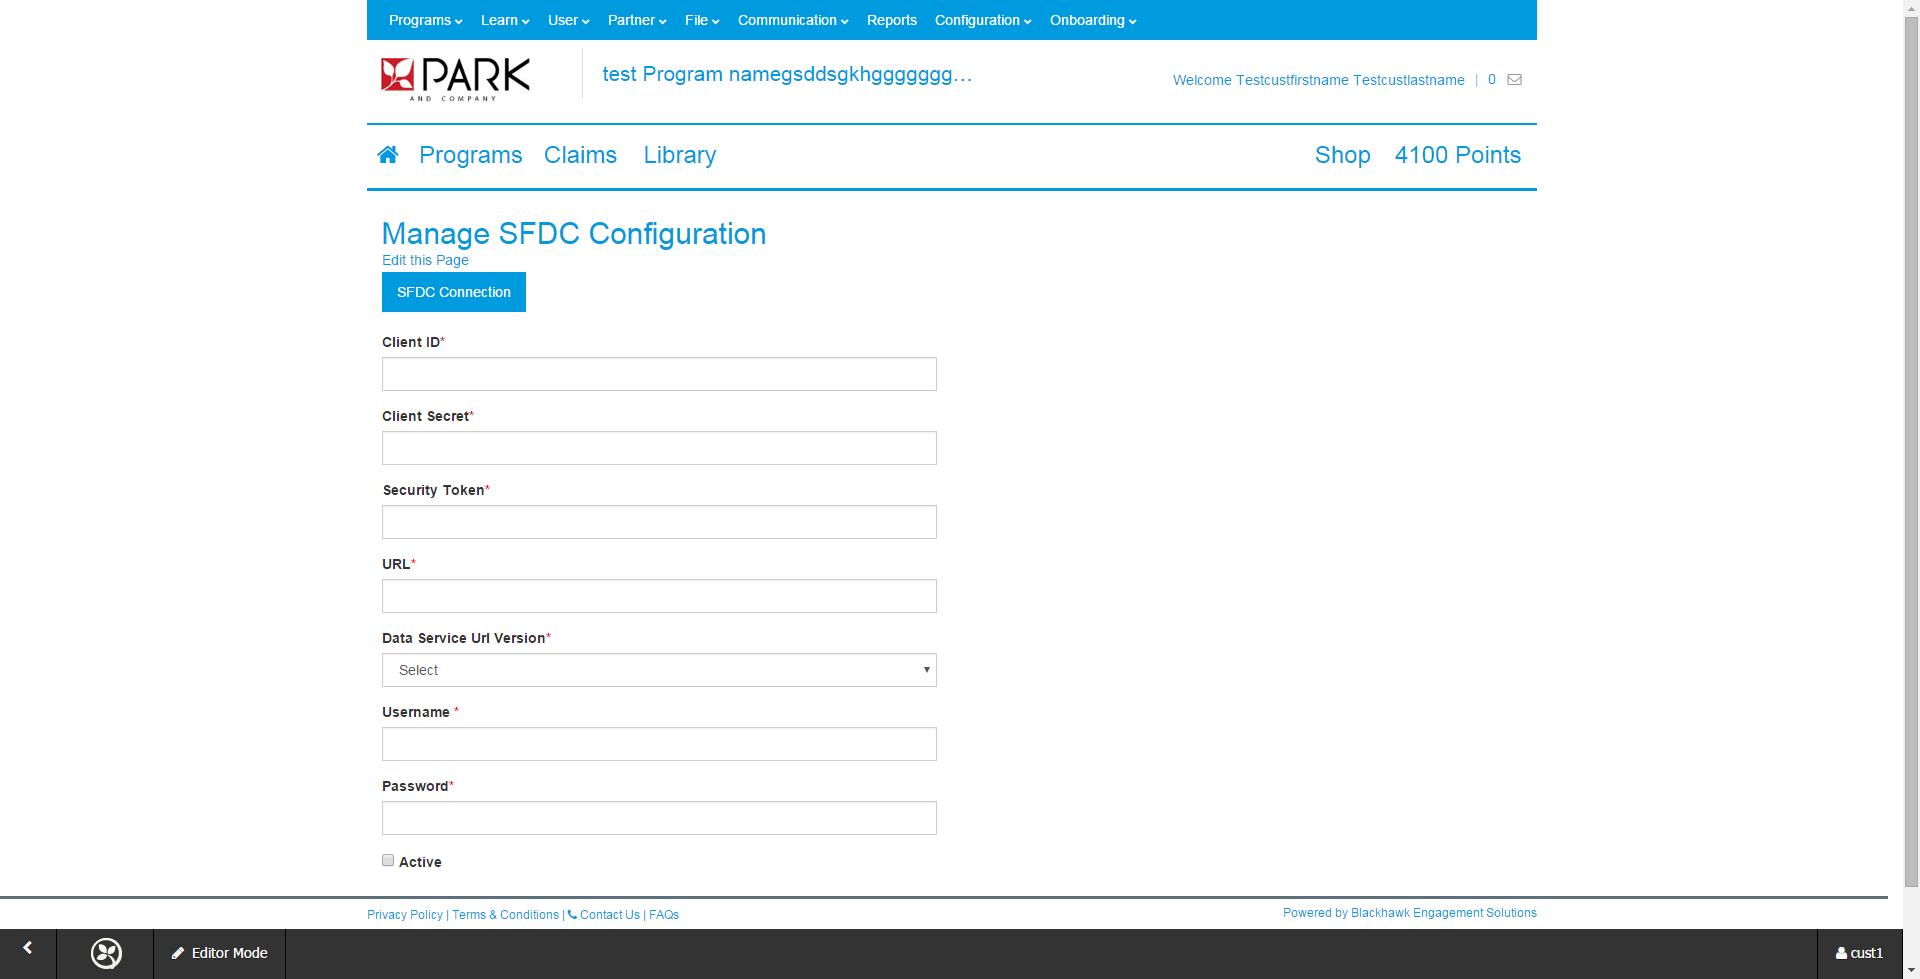 Programs Learn User Partner File Communication Reports Configuration Onboarding
PARK
AND COMPANY
test Program namegsddsgkhggggggg...
Welcome Testcustfirstname Testcustlastname | 0
Programs Claims Library Shop 4100 Points
Manage SFDC Configuration
Edit this Page
SFDC Connection
Client ID*
Client Secret*
Security Token*
URL*
Data Service Url Version*
Select
Username *
Password*
Active
Privacy Policy | Terms & Conditions | Contact Us | FAQs
Powered by Blackhawk Engagement Solutions
Editor Mode
cust1